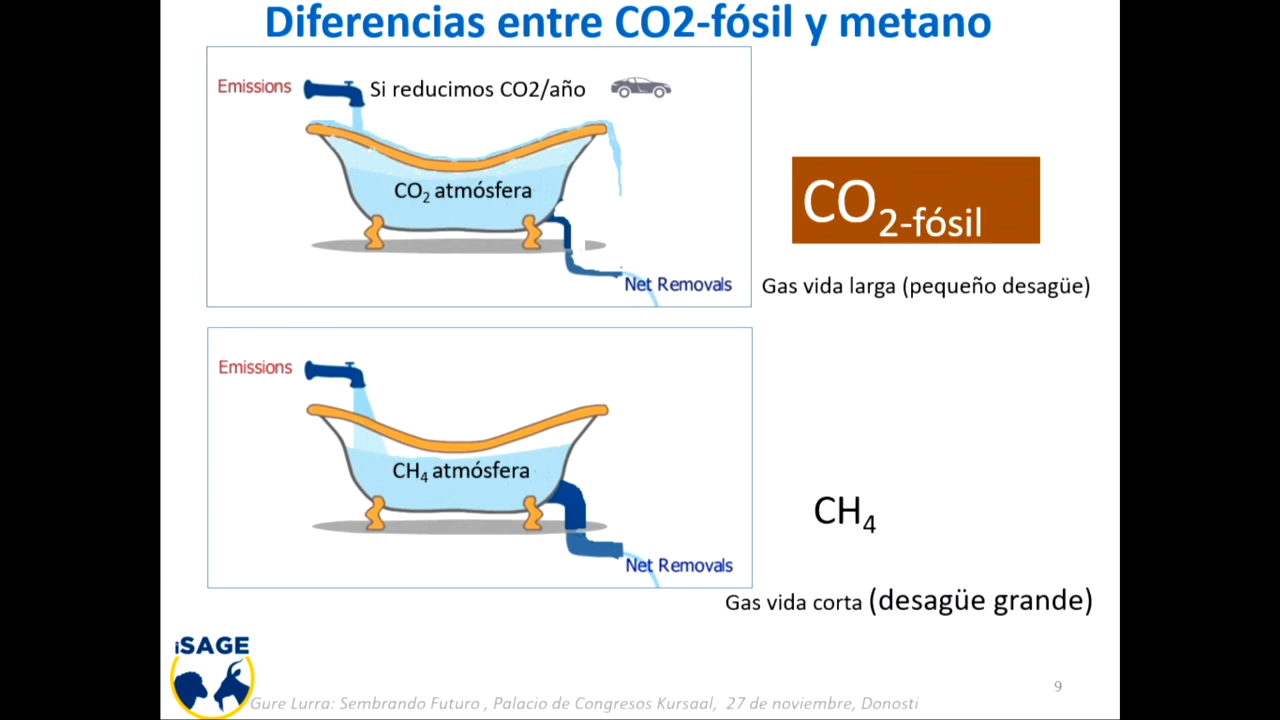 Diferencias entre CO2-fósil y metano
Emissions
Si reducimos CO2/año
CO₂ atmósfera
Net Removals
CO₂-fósil
Gas vida larga (pequeño desagüe)
Emissions
CH₄ atmósfera
Net Removals
CH₄
Gas vida corta (desagüe grande)
iSAGE
9
Gure Lurra: Sembrando Futuro , Palacio de Congresos Kursaal, 27 de noviembre, Donosti